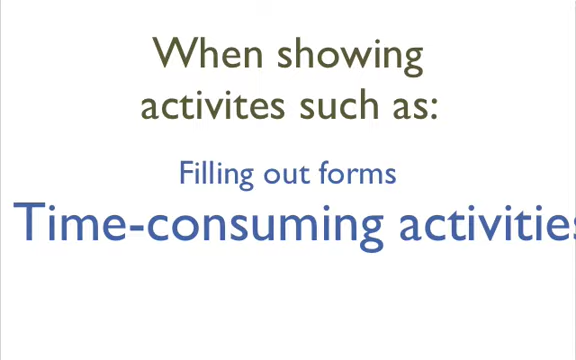 When showing
activites such as:
Filling out forms
Time-consuming activities